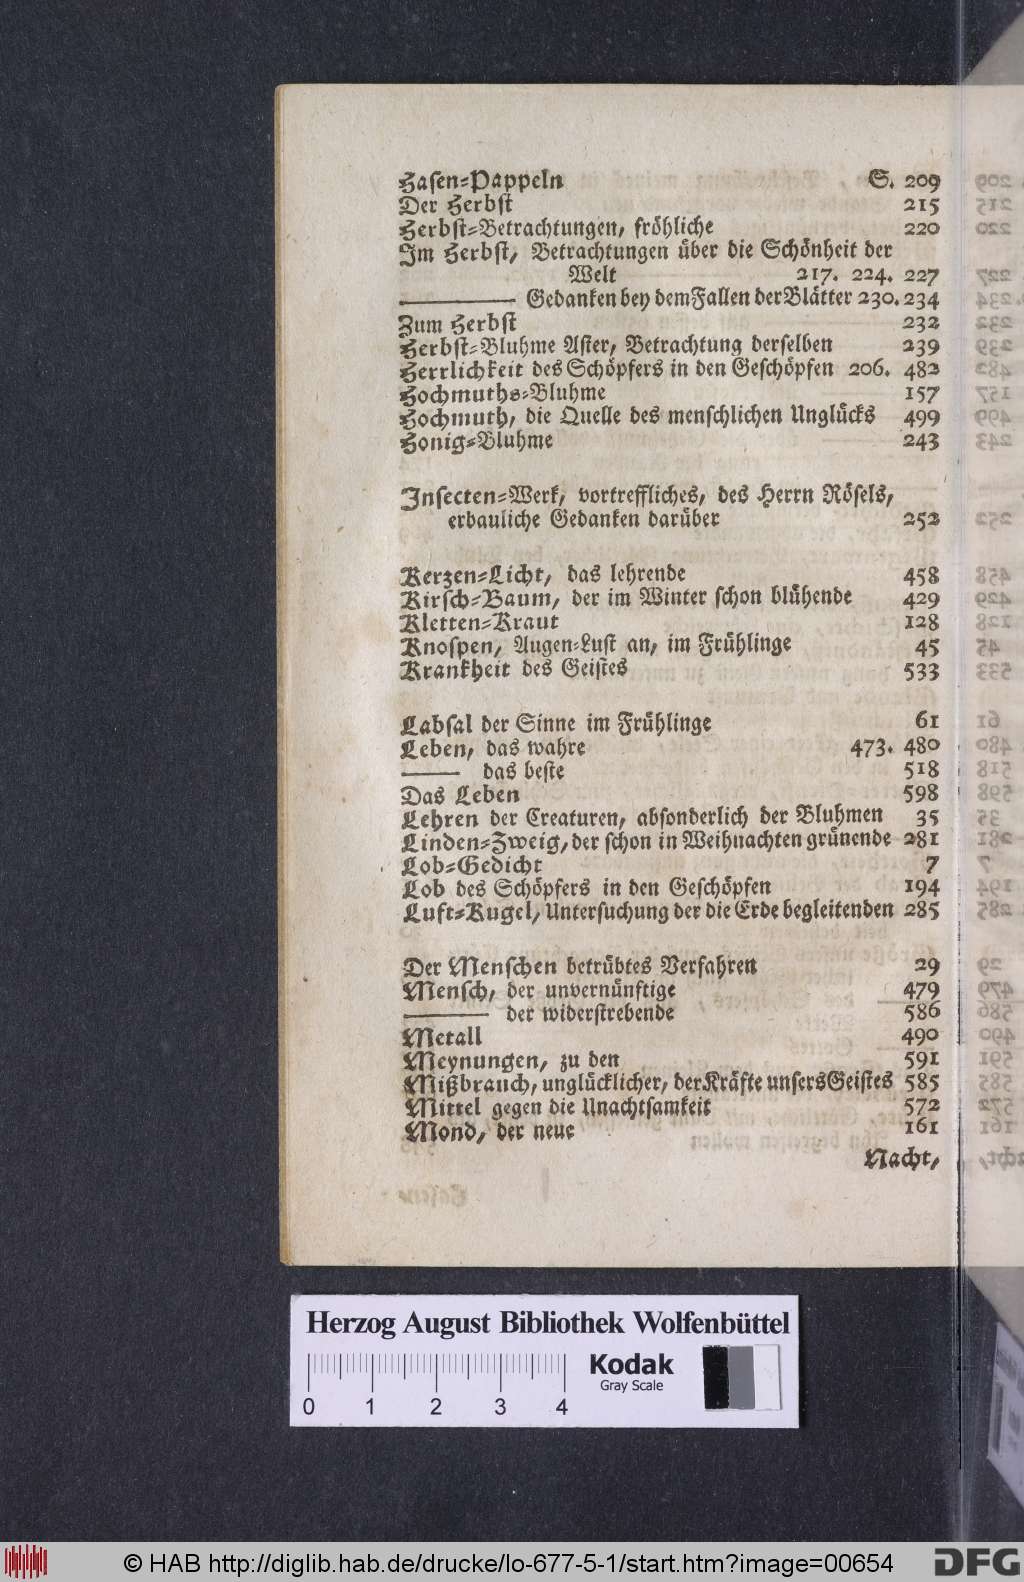 Hasen-Pappeln S. 209
Der Herbst 215
Herbst-Betrachtungen, fröhliche 220
Im Herbst, Betrachtungen über die Schönheit der
Welt 217. 224. 227
——— Gedanken bey dem Fallen der Blätter 230. 234
Zum Herbst 232
Herbst-Bluhme Aster, Betrachtung derselben 239
Herrlichkeit des Schöpfers in den Geschöpfen 206. 482
Hochmuths-Bluhme 157
Hochmuth, die Quelle des menschlichen Unglücks 499
Honig-Bluhme 243
Insecten-Werk, vortreffliches, des Herrn Rösels,
erbauliche Gedanken darüber 252
Kerzen-Licht, das lehrende 458
Kirsch-Baum, der im Winter schon blühende 429
Kletten-Kraut 128
Knospen, Augen-Lust an, im Frühlinge 45
Krankheit des Geistes 533
Labsal der Sinne im Frühlinge 61
Leben, das wahre 473. 480
——— das beste 518
Das Leben 598
Lehren der Creaturen, absonderlich der Bluhmen 35
Linden-Zweig, der schon in Weihnachten grünende 281
Lob-Gedicht 7
Lob des Schöpfers in den Geschöpfen 194
Luft-Kugel, Untersuchung der die Erde begleitenden 285
Der Menschen betrübtes Verfahren 29
Mensch, der unvernünftige 479
——— der widerstrebende 586
Metall 490
Meynungen, zu den 591
Mißbrauch, unglücklicher, der Kräfte unsers Geistes 585
Mittel gegen die Unachtsamkeit 572
Mond, der neue 161
Nacht,
Herzog August Bibliothek Wolfenbüttel
Kodak
Gray Scale
0 1 2 3 4
© HAB http://diglib.hab.de/drucke/lo-677-5-1/start.htm?image=00654
DFG